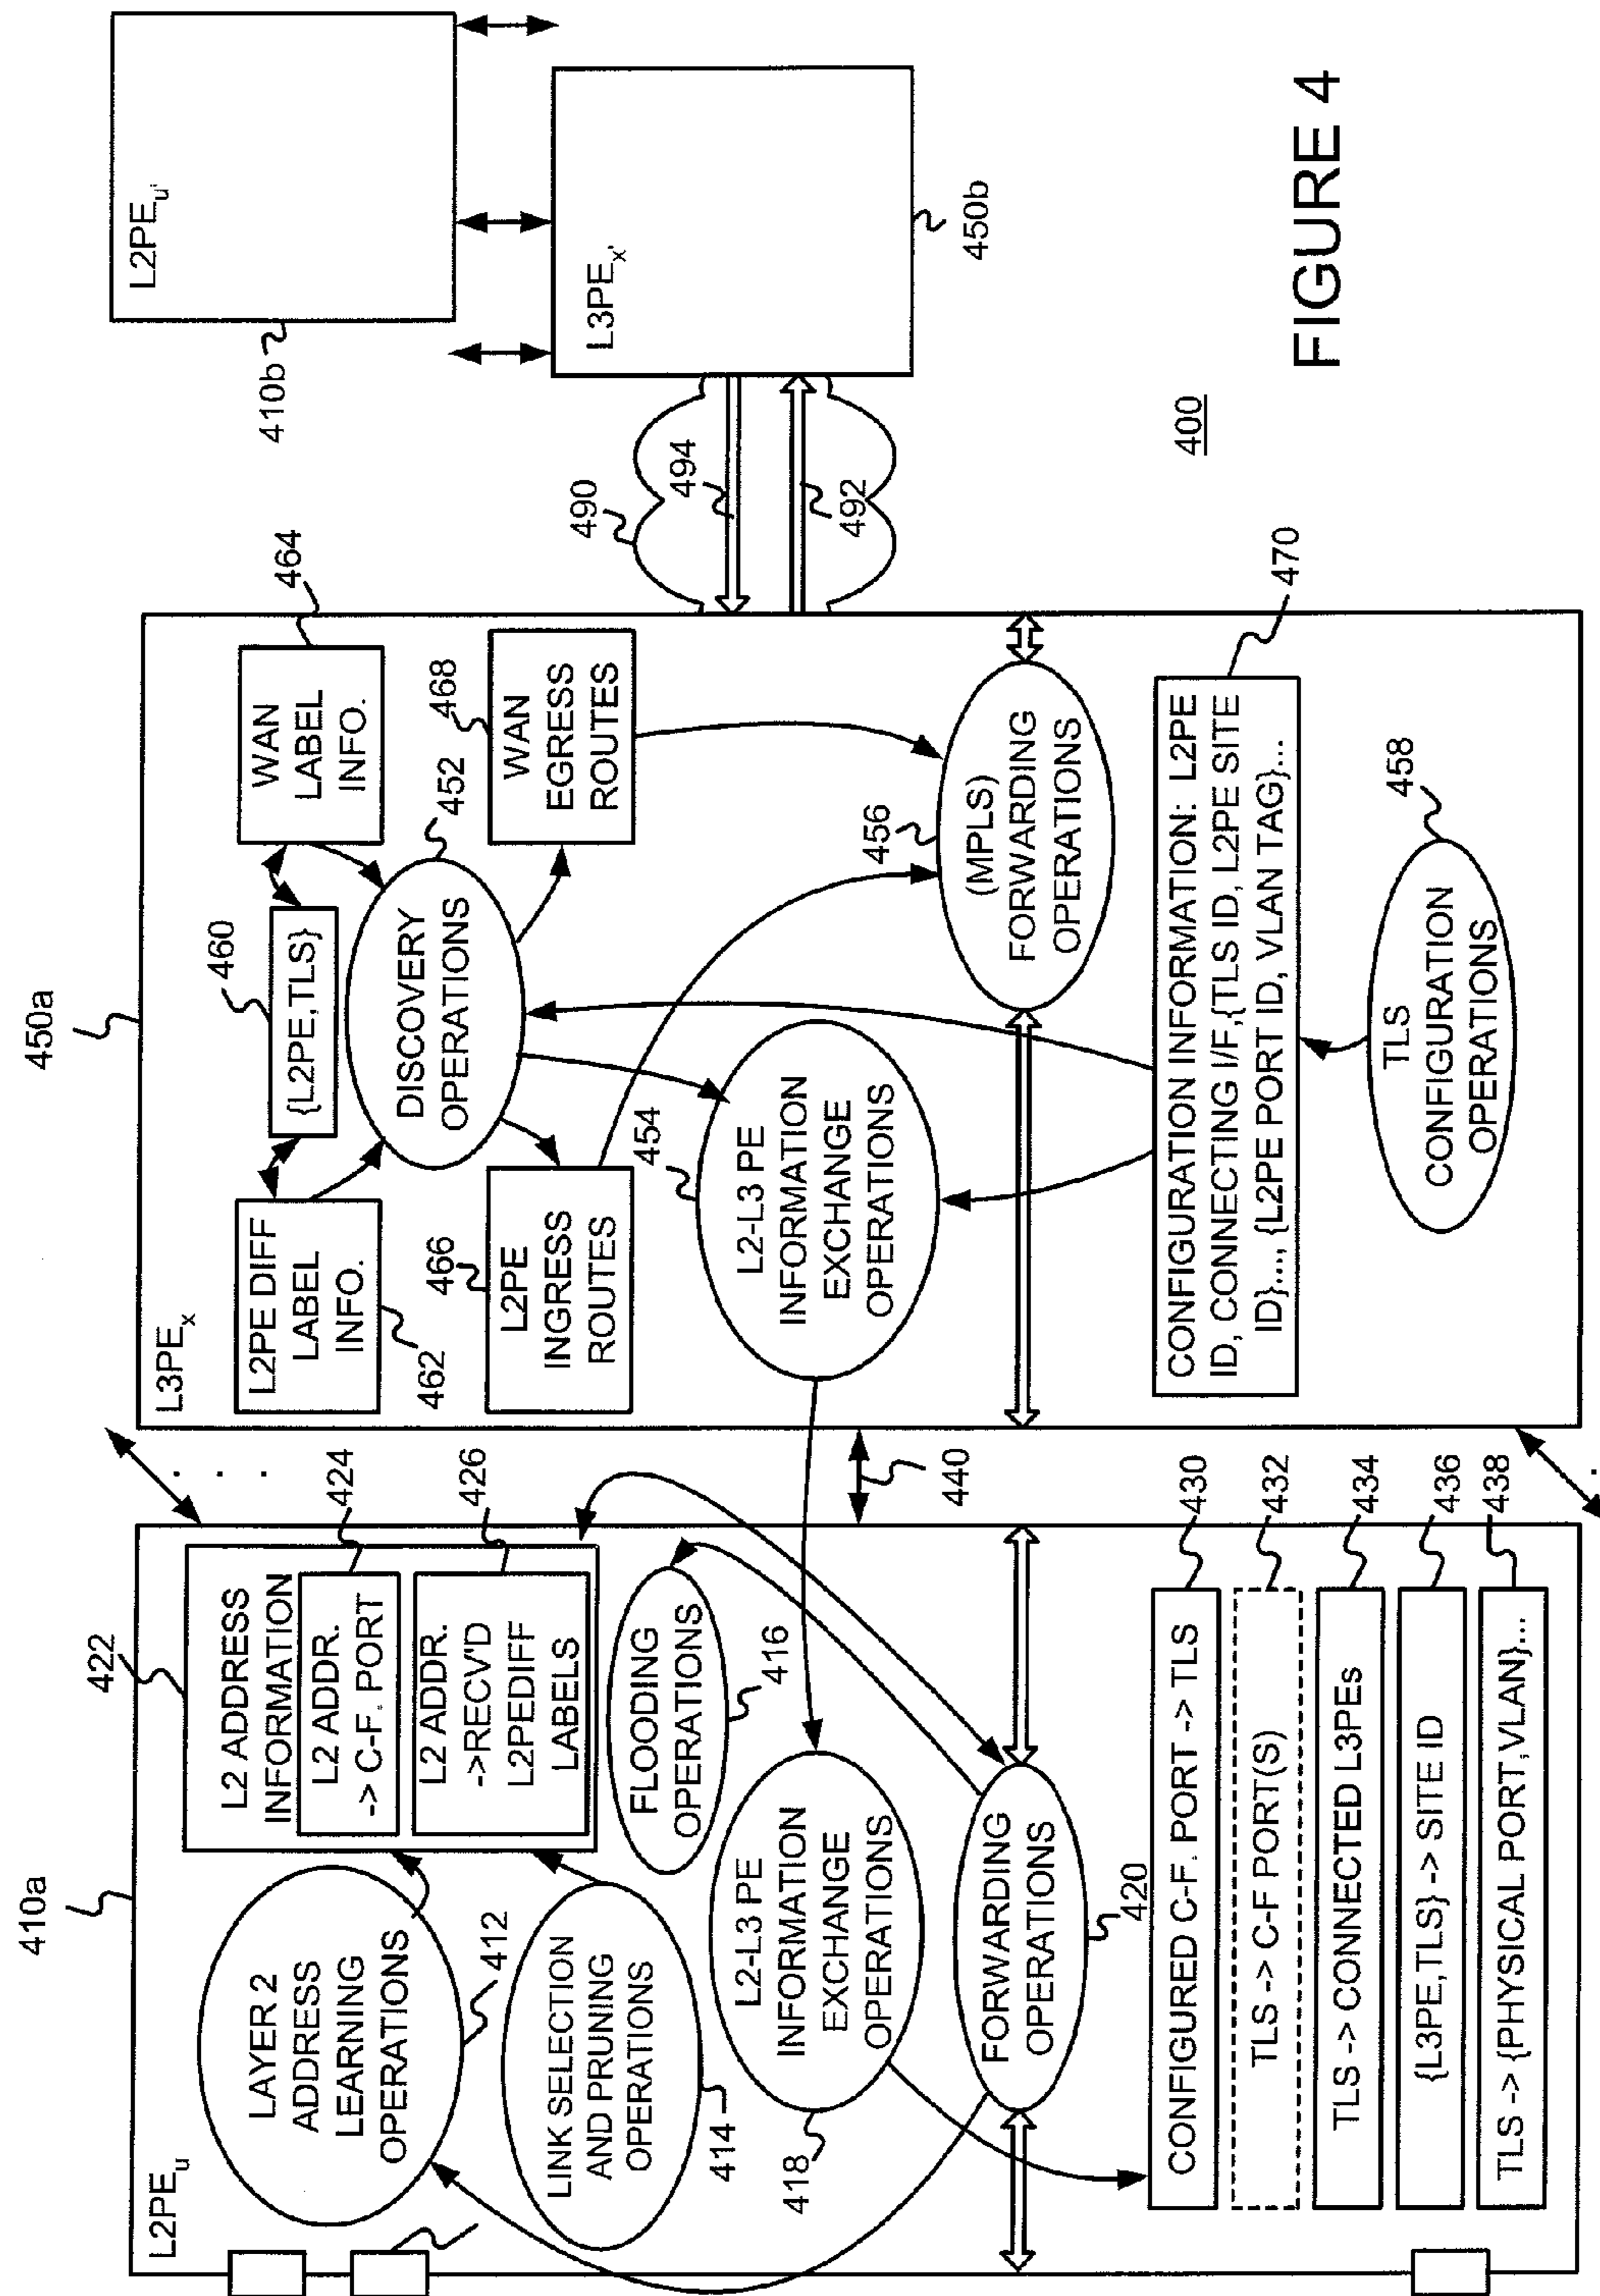 410a
L2PE_u
LAYER 2
ADDRESS
LEARNING
OPERATIONS
412
LINK SELECTION
AND PRUNING
OPERATIONS
414
422
L2 ADDRESS
INFORMATION
L2 ADDR.
-> C-F. PORT
424
L2 ADDR.
->RECV'D
L2PEDIFF
LABELS
426
FLOODING
OPERATIONS
416
L2-L3 PE
INFORMATION
EXCHANGE
OPERATIONS
418
FORWARDING
OPERATIONS
420
CONFIGURED C-F. PORT -> TLS
430
TLS -> C-F PORT(S)
432
TLS -> CONNECTED L3PEs
434
{L3PE,TLS} -> SITE ID
436
TLS -> {PHYSICAL PORT,VLAN}...
438
440
450a
L3PE_x
L2PE DIFF
LABEL
INFO.
462
460
{L2PE,TLS}
WAN
LABEL
INFO.
464
DISCOVERY
OPERATIONS
452
466
L2PE
INGRESS
ROUTES
468
WAN
EGRESS
ROUTES
454
L2-L3 PE
INFORMATION
EXCHANGE
OPERATIONS
456
(MPLS)
FORWARDING
OPERATIONS
CONFIGURATION INFORMATION: L2PE
ID, CONNECTING I/F,{TLS ID, L2PE SITE
ID}..., {L2PE PORT ID, VLAN TAG}...
470
TLS
CONFIGURATION
OPERATIONS
458
490
494
492
L2PE_u'
410b
L3PE_x'
450b
400
FIGURE 4